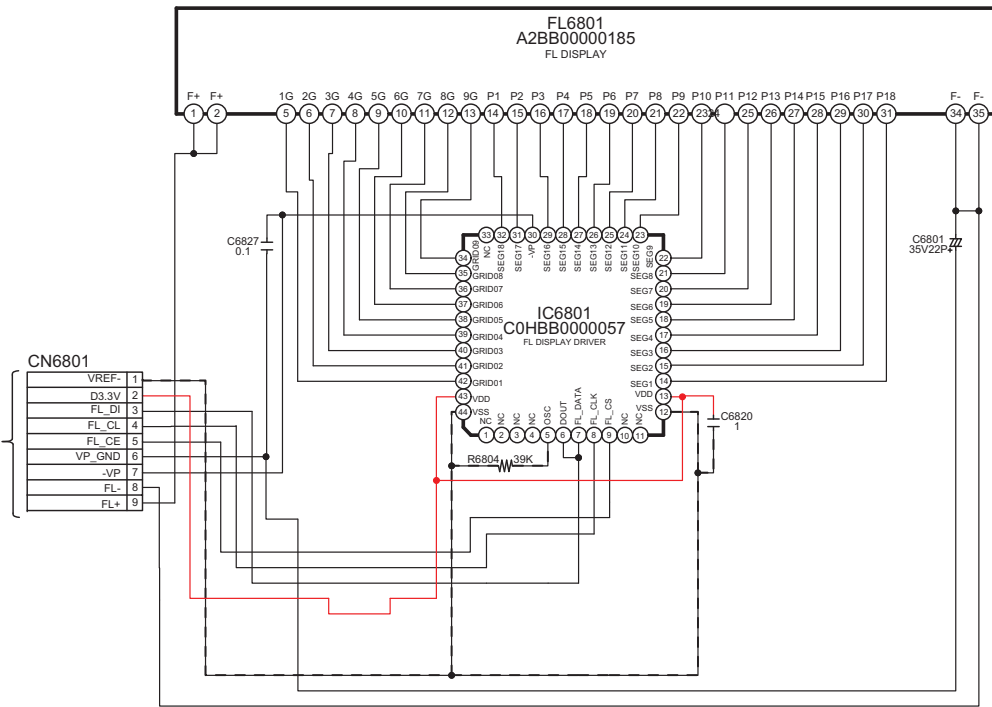 FL6801
A2BB00000185
FL DISPLAY
F+ F+ 1G 2G 3G 4G 5G 6G 7G 8G 9G P1 P2 P3 P4 P5 P6 P7 P8 P9 P10 P11 P12 P13 P14 P15 P16 P17 P18 F- F-
1 2 5 6 7 8 9 10 11 12 13 14 15 16 17 18 19 20 21 22 23 24 25 26 27 28 29 30 31 34 35
C6827
0.1
C6801
35V22P
+
33 32 31 30 29 28 27 26 25 24 23
NC SEG18 SEG17 -VP SEG16 SEG15 SEG14 SEG13 SEG12 SEG11 SEG10
34 GRID09
35 GRID08
36 GRID07
37 GRID06
38 GRID05
39 GRID04
40 GRID03
41 GRID02
42 GRID01
43 VDD
44 VSS
IC6801
C0HBB0000057
FL DISPLAY DRIVER
SEG9 22
SEG8 21
SEG7 20
SEG6 19
SEG5 18
SEG4 17
SEG3 16
SEG2 15
SEG1 14
VDD 13
VSS 12
NC NC NC NC OSC DOUT FL_DATA FL_CLK FL_CS NC NC
1 2 3 4 5 6 7 8 9 10 11
C6820
1
R6804 39K
CN6801
VREF- 1
D3.3V 2
FL_DI 3
FL_CL 4
FL_CE 5
VP_GND 6
-VP 7
FL- 8
FL+ 9